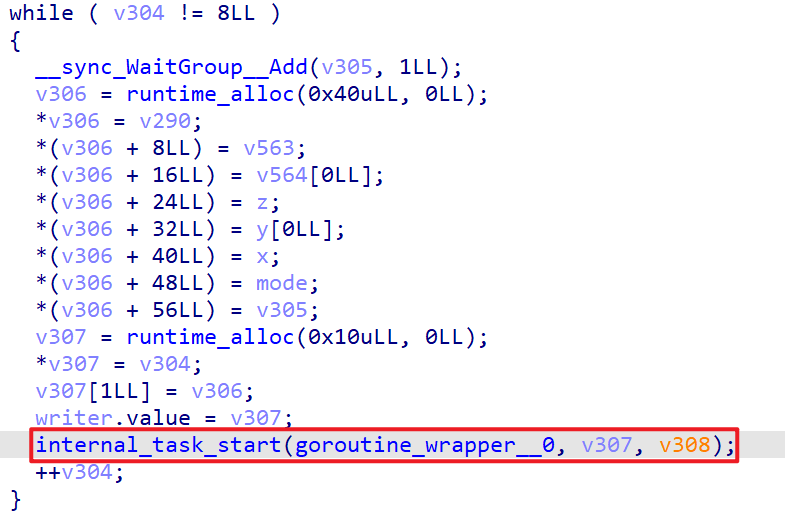 while ( v304 != 8LL )
{
  __sync_WaitGroup__Add(v305, 1LL);
  v306 = runtime_alloc(0x40uLL, 0LL);
  *v306 = v290;
  *(v306 + 8LL) = v563;
  *(v306 + 16LL) = v564[0LL];
  *(v306 + 24LL) = z;
  *(v306 + 32LL) = y[0LL];
  *(v306 + 40LL) = x;
  *(v306 + 48LL) = mode;
  *(v306 + 56LL) = v305;
  v307 = runtime_alloc(0x10uLL, 0LL);
  *v307 = v304;
  v307[1LL] = v306;
  writer.value = v307;
  internal_task_start(goroutine_wrapper__0, v307, v308);
  ++v304;
}